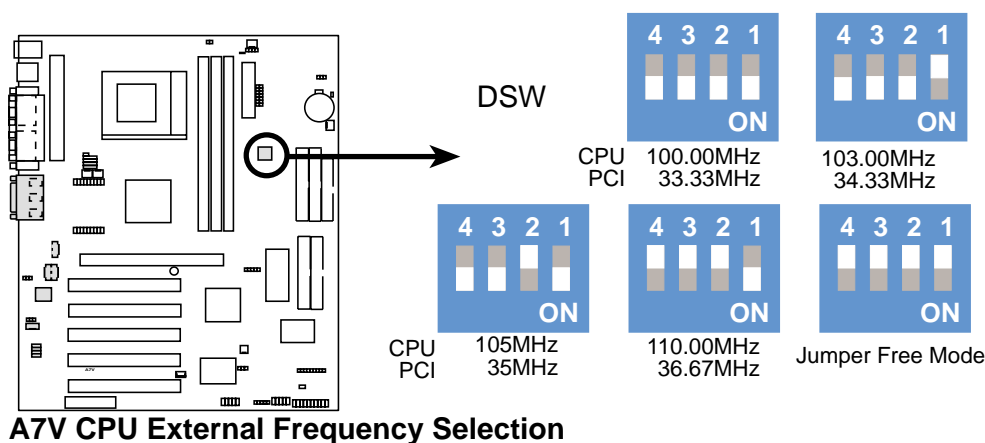 4 3 2 1
ON
4 3 2 1
ON
DSW
CPU 100.00MHz 103.00MHz
PCI 33.33MHz 34.33MHz
4 3 2 1
ON
4 3 2 1
ON
4 3 2 1
ON
CPU 105MHz 110.00MHz Jumper Free Mode
PCI 35MHz 36.67MHz
A7V
A7V CPU External Frequency Selection